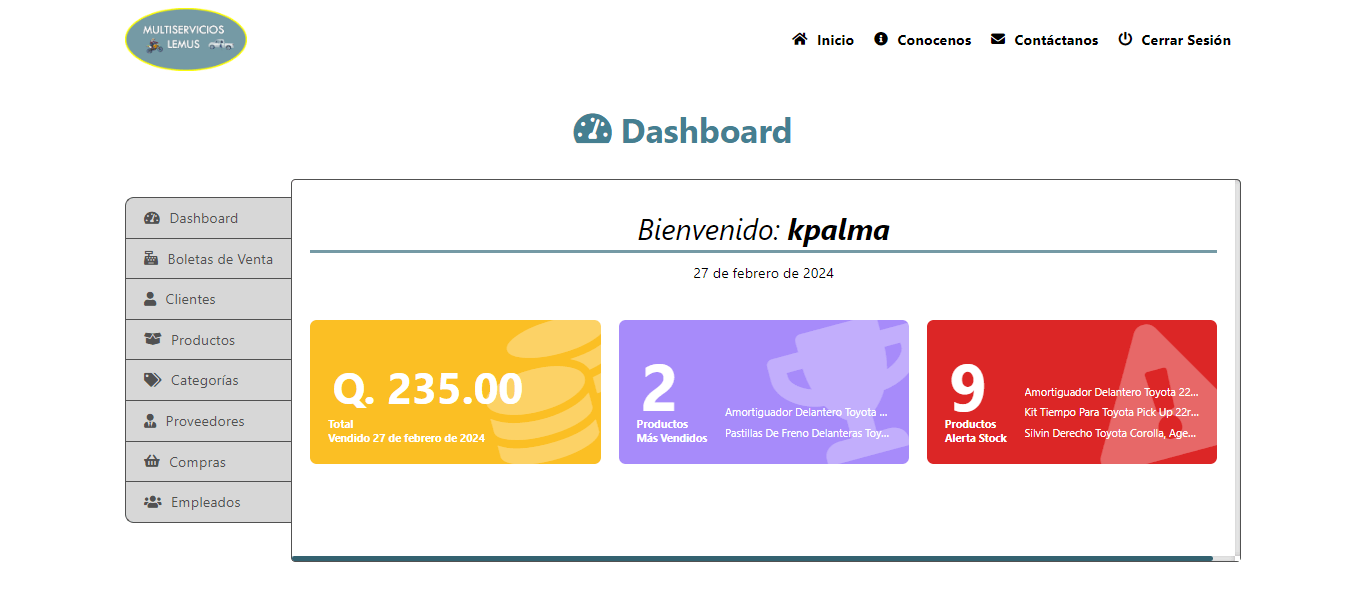 MULTISERVICIOS
LEMUS
Inicio
Conocenos
Contáctanos
Cerrar Sesión
Dashboard
Dashboard
Boletas de Venta
Clientes
Productos
Categorías
Proveedores
Compras
Empleados
Bienvenido: kpalma
27 de febrero de 2024
Q. 235.00
Total
Vendido 27 de febrero de 2024
2
Productos
Más Vendidos
Amortiguador Delantero Toyota ...
Pastillas De Freno Delanteras Toy...
9
Productos
Alerta Stock
Amortiguador Delantero Toyota 22...
Kit Tiempo Para Toyota Pick Up 22r...
Silvin Derecho Toyota Corolla, Age...